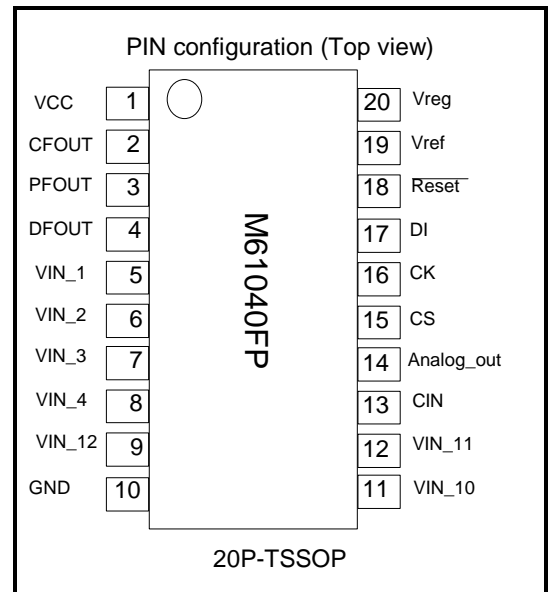 PIN configuration (Top view)
VCC 1 20 Vreg
CFOUT 2 19 Vref
PFOUT 3 18 Reset
DFOUT 4 17 DI
VIN_1 5 16 CK
VIN_2 6 15 CS
VIN_3 7 14 Analog_out
VIN_4 8 13 CIN
VIN_12 9 12 VIN_11
GND 10 11 VIN_10
M61040FP
20P-TSSOP